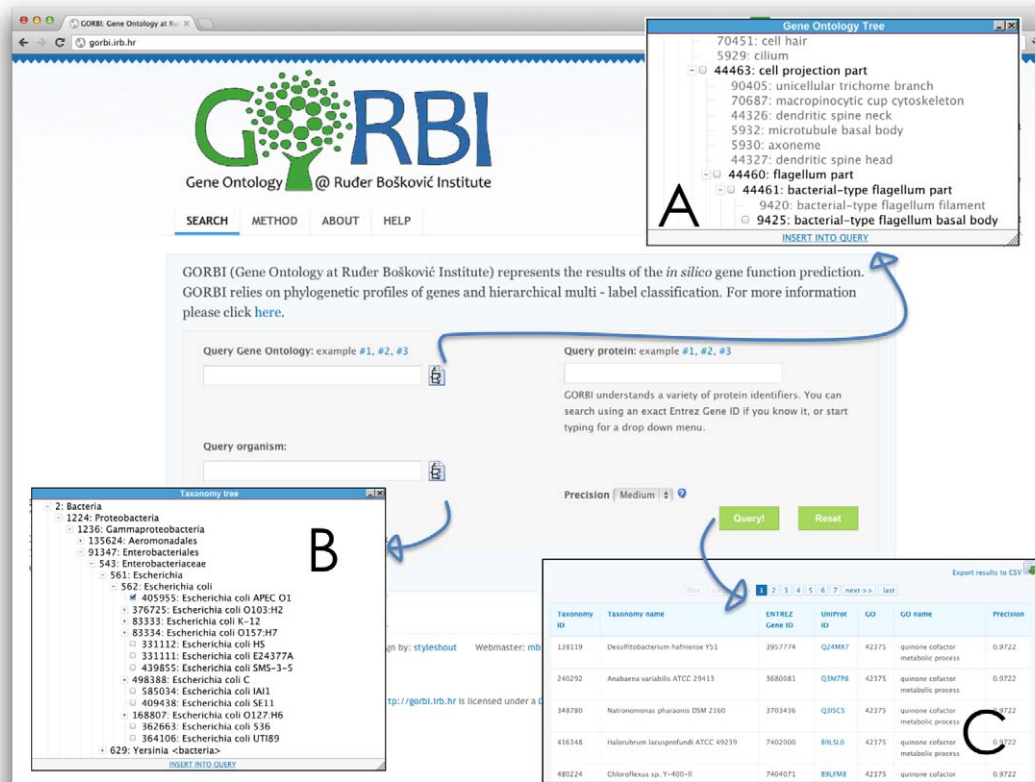 GORBI: Gene Ontology at Ruđ
gorbi.irb.hr
GORBI
Gene Ontology @ Ruđer Bošković Institute
SEARCH METHOD ABOUT HELP
GORBI (Gene Ontology at Ruđer Bošković Institute) represents the results of the in silico gene function prediction.
GORBI relies on phylogenetic profiles of genes and hierarchical multi - label classification. For more information
please click here.
Query Gene Ontology: example #1, #2, #3
Query protein: example #1, #2, #3
GORBI understands a variety of protein identifiers. You can
search using an exact Entrez Gene ID if you know it, or start
typing for a drop down menu.
Query organism:
Precision Medium
Query! Reset
Gene Ontology Tree
70451: cell hair
5929: cilium
44463: cell projection part
90405: unicellular trichome branch
70687: macropinocytic cup cytoskeleton
44326: dendritic spine neck
5932: microtubule basal body
5930: axoneme
44327: dendritic spine head
44460: flagellum part
44461: bacterial-type flagellum part
9420: bacterial-type flagellum filament
9425: bacterial-type flagellum basal body
INSERT INTO QUERY
A
Taxonomy tree
2: Bacteria
1224: Proteobacteria
1236: Gammaproteobacteria
135624: Aeromonadales
91347: Enterobacteriales
543: Enterobacteriaceae
561: Escherichia
562: Escherichia coli
405955: Escherichia coli APEC O1
376725: Escherichia coli O103:H2
83333: Escherichia coli K-12
83334: Escherichia coli O157:H7
331112: Escherichia coli HS
331111: Escherichia coli E24377A
439855: Escherichia coli SMS-3-5
498388: Escherichia coli C
585034: Escherichia coli IAI1
409438: Escherichia coli SE11
168807: Escherichia coli O127:H6
362663: Escherichia coli 536
364106: Escherichia coli UTI89
629: Yersinia <bacteria>
INSERT INTO QUERY
B
gn by: styleshout Webmaster: mb
tp://gorbi.irb.hr is licensed under a C
Export results to CSV
1 2 3 4 5 6 7 next >> last
Taxonomy ID Taxonomy name ENTREZ Gene ID UniProt ID GO GO name Precision
138119 Desulfitobacterium hafniense Y51 3957774 Q24MX7 42375 quinone cofactor metabolic process 0.9722
240292 Anabaena variabilis ATCC 29413 3680081 Q3M7P8 42375 quinone cofactor metabolic process 0.9722
348780 Natronomonas pharaonis DSM 2160 3703436 Q3ISC5 42375 quinone cofactor metabolic process 0.9722
416348 Halorubrum lacusprofundi ATCC 49239 7402000 B9LSL0 42375 quinone cofactor metabolic process 0.9722
480224 Chloroflexus sp. Y-400-fl 7404071 B9LFM8 42375 quinone cofactor 0.9722
C